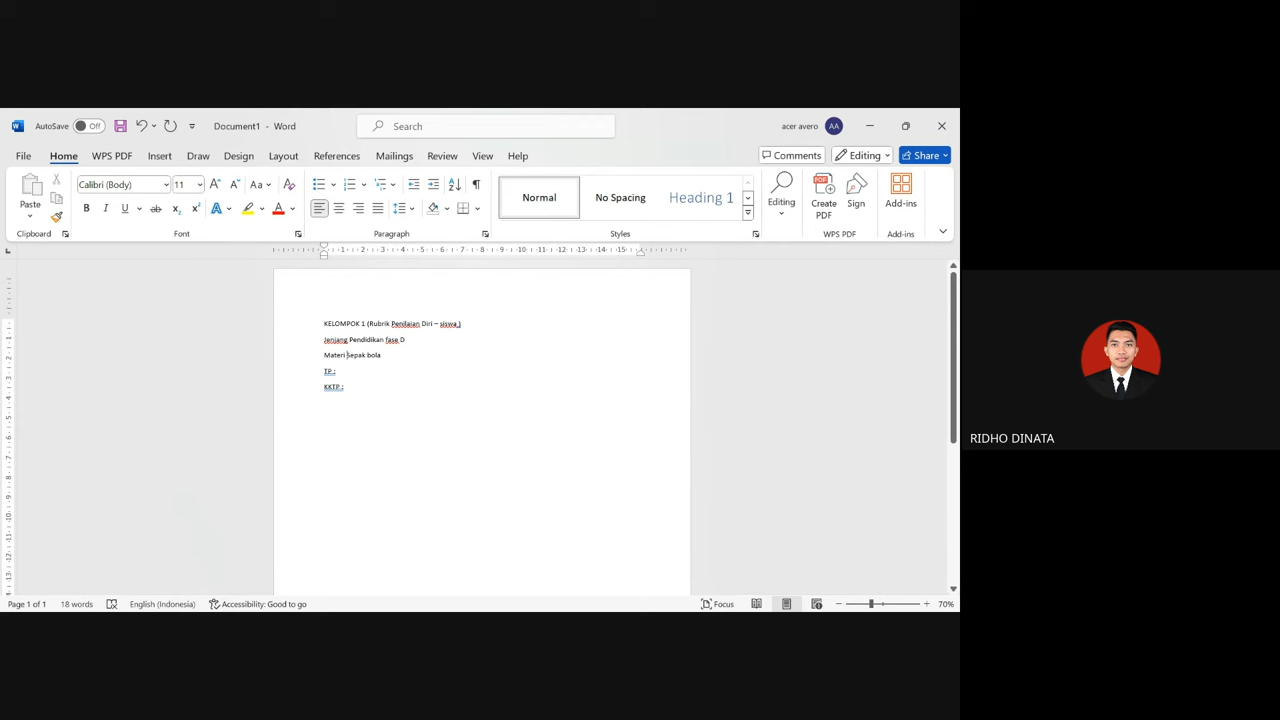 AutoSave Off Document1 - Word Search acer avero AA
File Home WPS PDF Insert Draw Design Layout References Mailings Review View Help Comments Editing Share
Calibri (Body) 11 Normal No Spacing Heading 1
Paste Editing Create PDF Sign Add-ins
Clipboard Font Paragraph Styles WPS PDF Add-ins
KELOMPOK 1 (Rubrik Penilaian Diri – siswa )
Jenjang Pendidikan fase D
Materi Sepak bola
TP :
KKTP :
RIDHO DINATA
Page 1 of 1 18 words English (Indonesia) Accessibility: Good to go Focus 70%